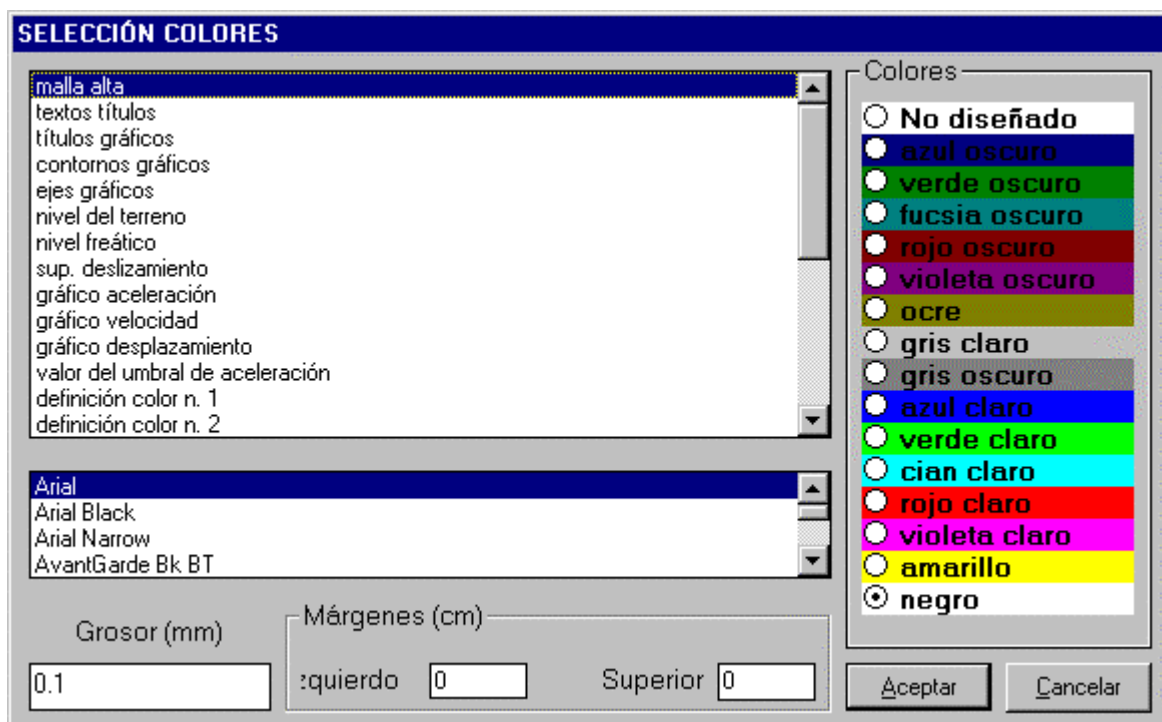 SELECCIÓN COLORES
malla alta
textos títulos
títulos gráficos
contornos gráficos
ejes gráficos
nivel del terreno
nivel freático
sup. deslizamiento
gráfico aceleración
gráfico velocidad
gráfico desplazamiento
valor del umbral de aceleración
definición color n. 1
definición color n. 2
Arial
Arial Black
Arial Narrow
AvantGarde Bk BT
Grosor (mm)
0.1
Márgenes (cm)
zquierdo 0 Superior 0
Colores
No diseñado
azul oscuro
verde oscuro
fucsia oscuro
rojo oscuro
violeta oscuro
ocre
gris claro
gris oscuro
azul claro
verde claro
cian claro
rojo claro
violeta claro
amarillo
negro
Aceptar Cancelar